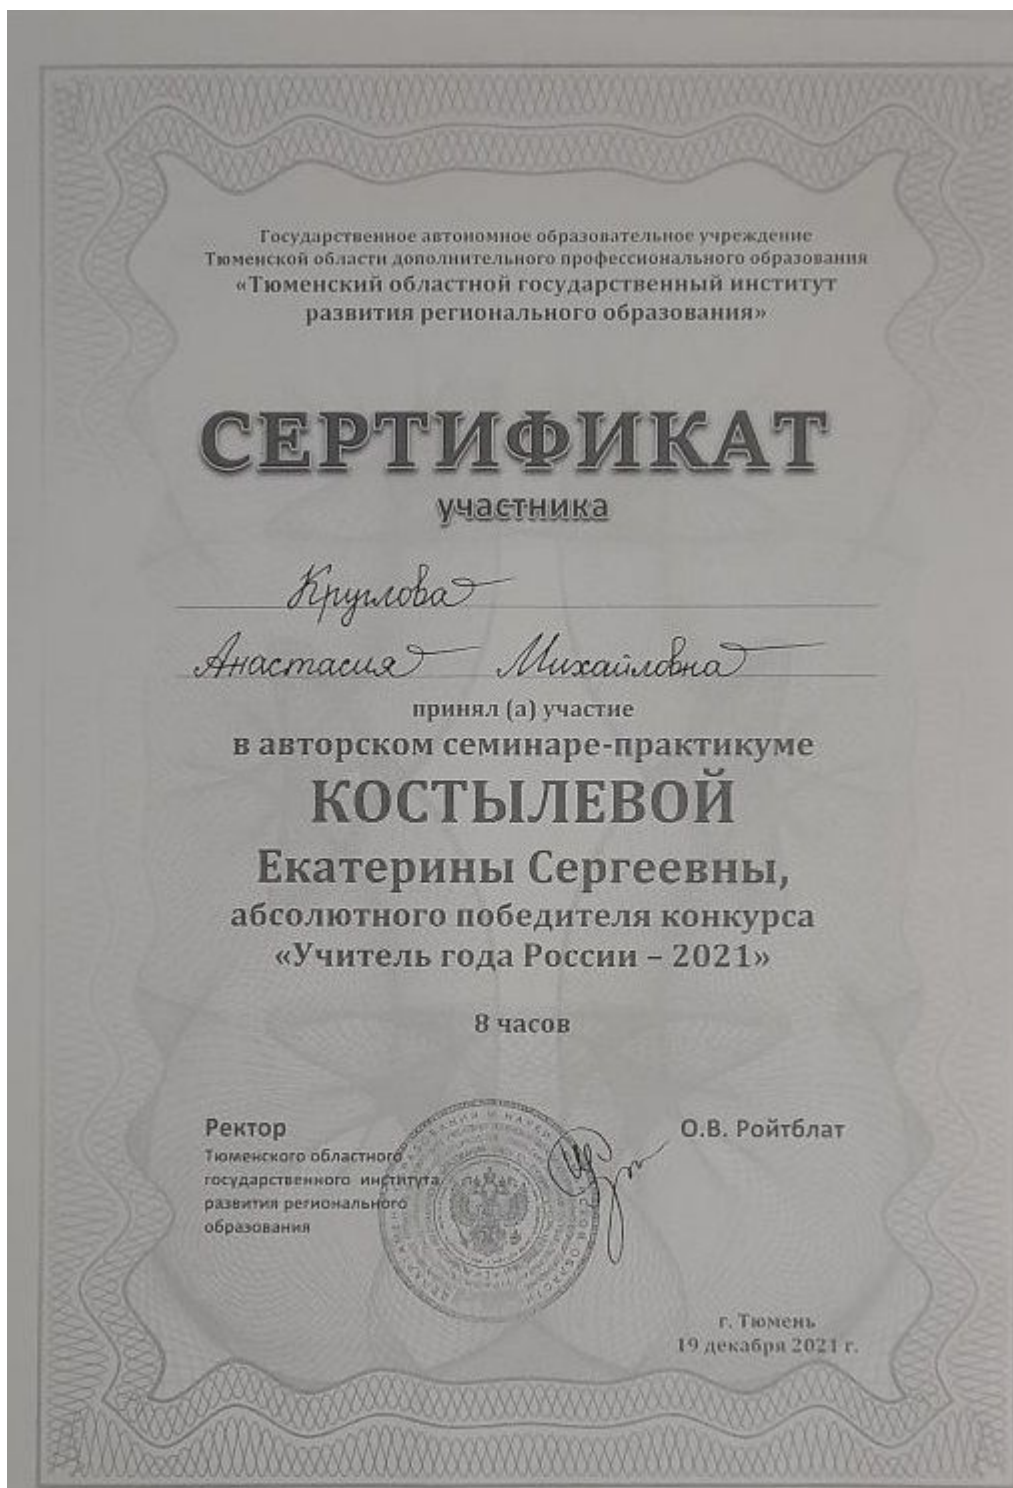 Государственное автономное образовательное учреждение
Тюменской области дополнительного профессионального образования
«Тюменский областной государственный институт
развития регионального образования»
СЕРТИФИКАТ
участника
Круглова
Анастасия Михайловна
принял (а) участие
в авторском семинаре-практикуме
КОСТЫЛЕВОЙ
Екатерины Сергеевны,
абсолютного победителя конкурса
«Учитель года России – 2021»
8 часов
Ректор
Тюменского областного
государственного института
развития регионального
образования
О.В. Ройтблат
г. Тюмень
19 декабря 2021 г.